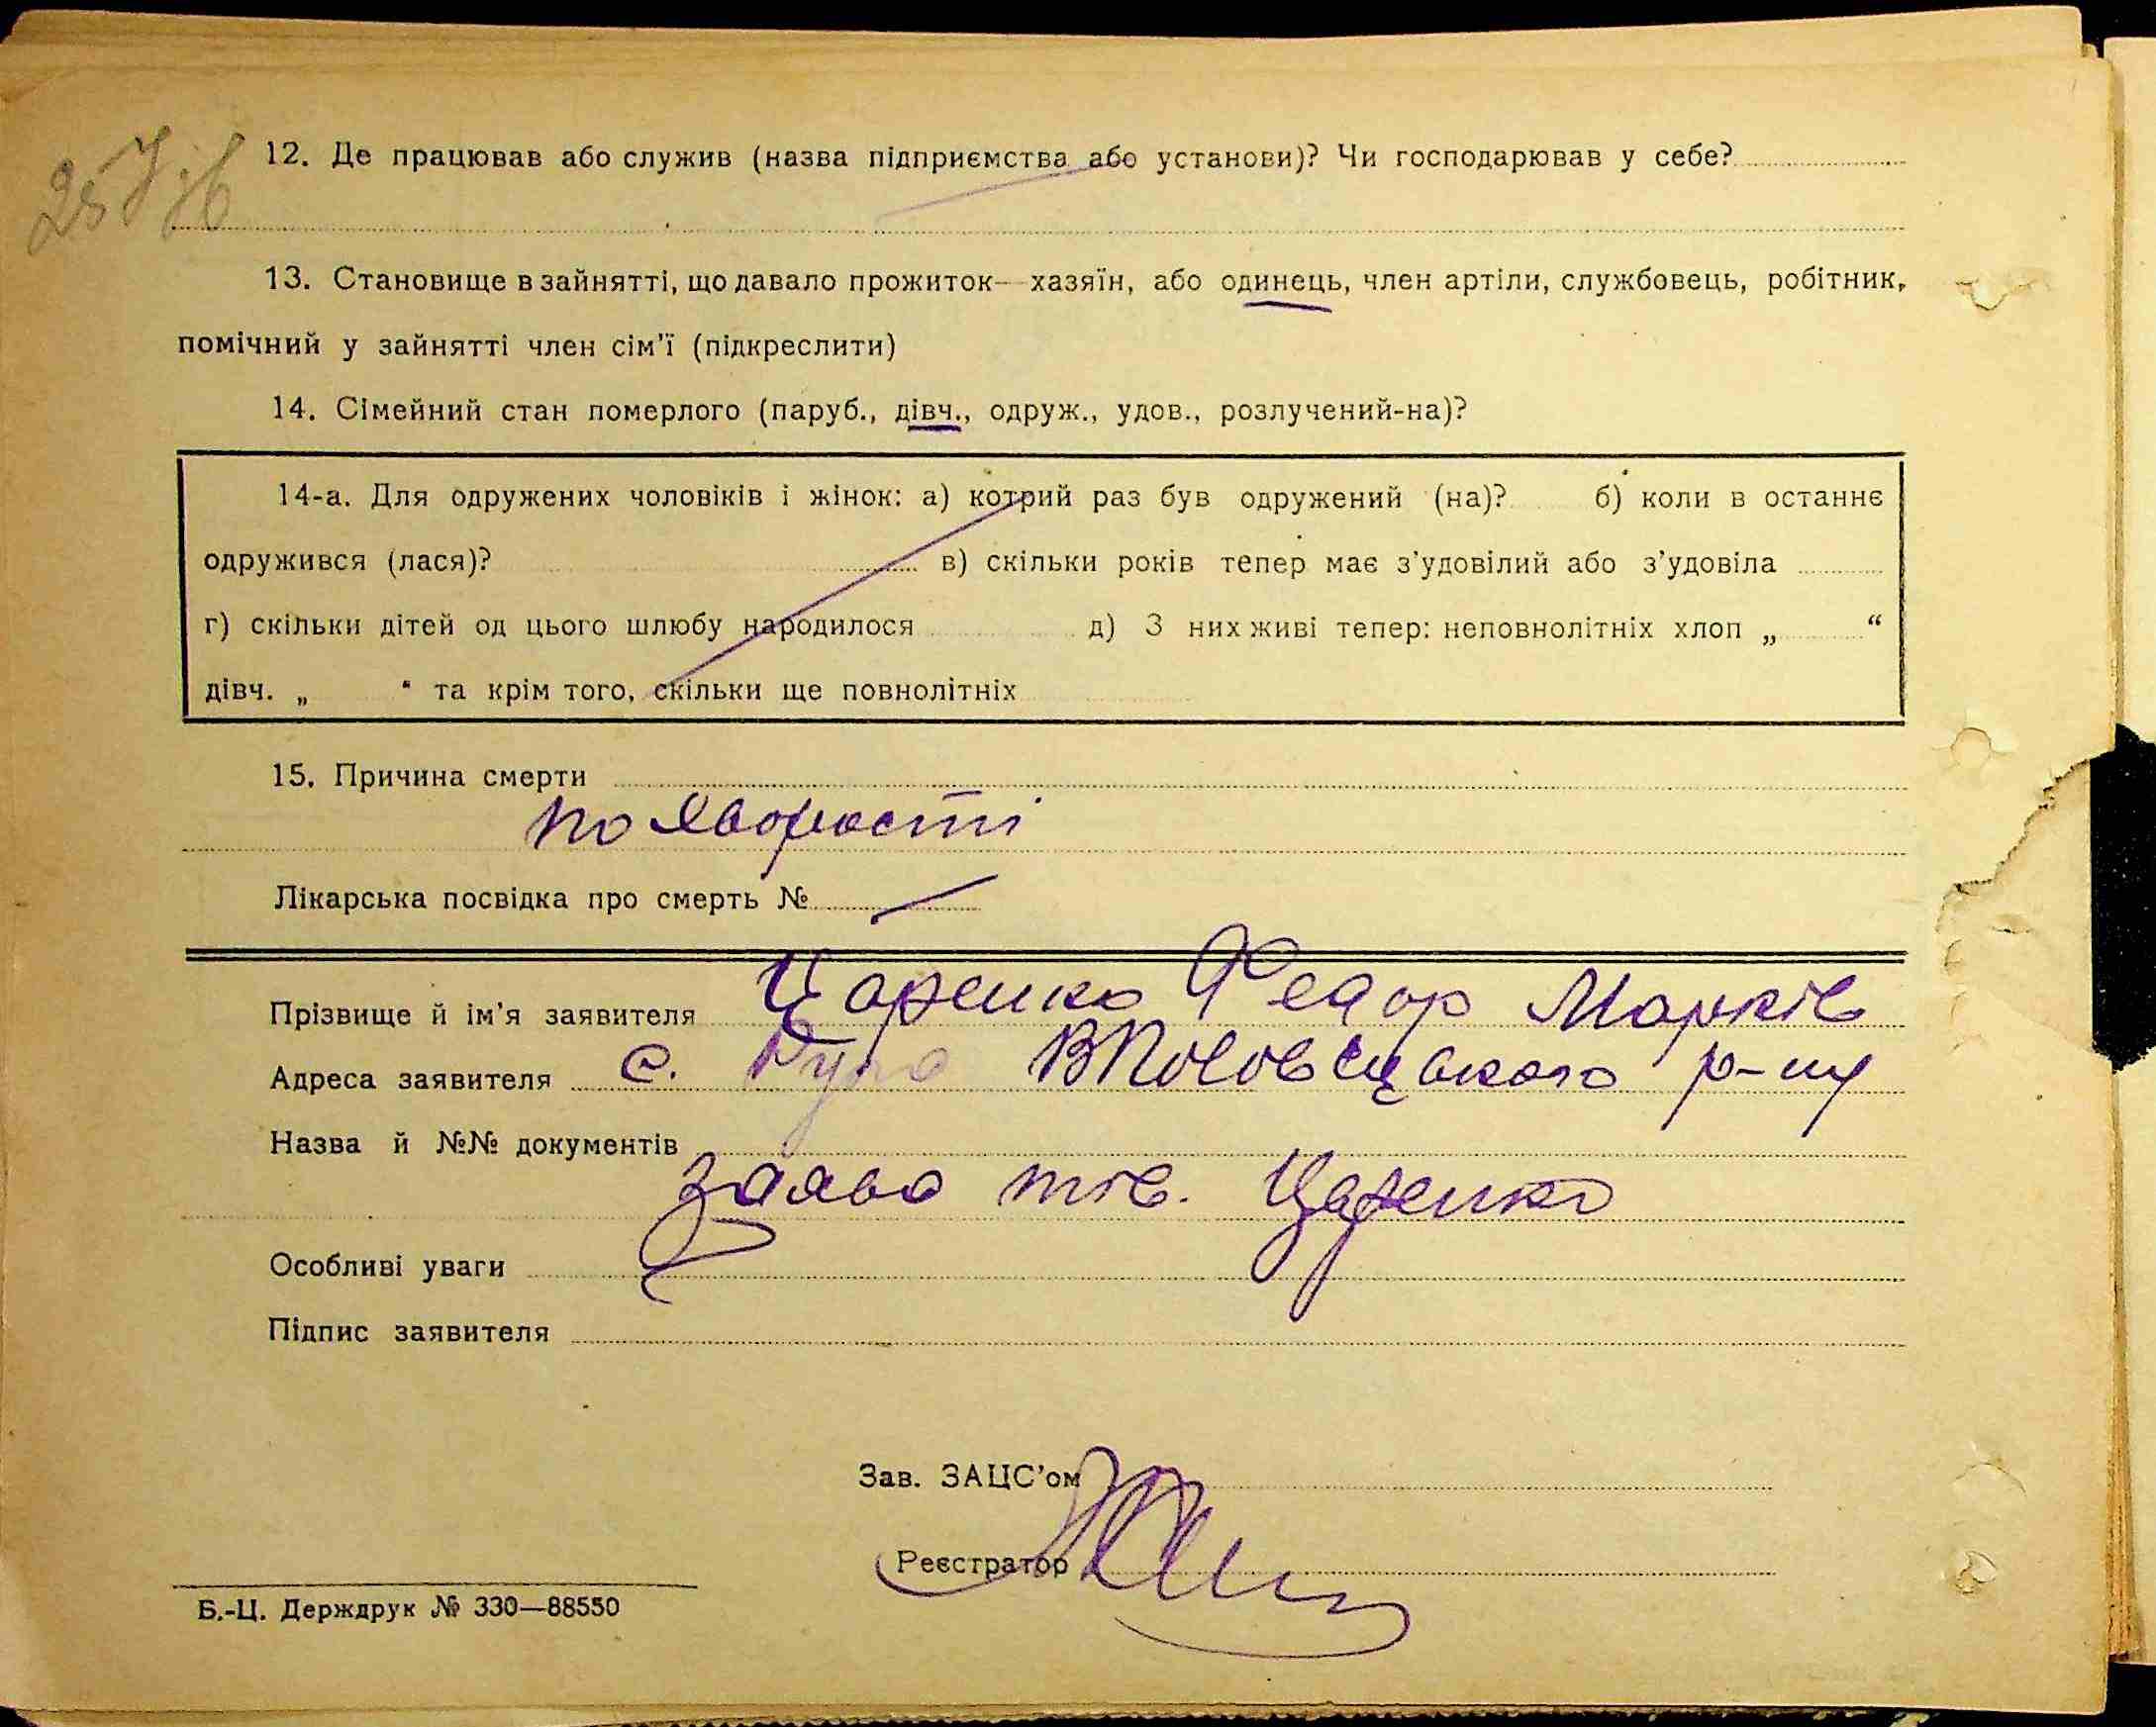 257 зв
12. Де працював або служив (назва підприємства або установи)? Чи господарював у себе?
13. Становище в зайнятті, що давало прожиток— хазяїн, або одинець, член артіли, службовець, робітник,
помічний у зайнятті член сім'ї (підкреслити)
14. Сімейний стан померлого (паруб., дівч., одруж., удов., розлучений-на)?
14-а. Для одружених чоловіків і жінок: а) котрий раз був одружений (на)? б) коли в останнє
одружився (лася)? в) скільки років тепер має з'удовілий або з'удовіла
г) скільки дітей од цього шлюбу народилося д) З них живі тепер: неповнолітніх хлоп „ “
дівч. „ “ та крім того, скільки ще повнолітніх
15. Причина смерти
по хворості
Лікарська посвідка про смерть №
Прізвище й ім'я заявителя Царенко Федор Марків
Адреса заявителя с. Руда ВПоловецького р-ну
Назва й №№ документів
заява тов. Царенко
Особливі уваги
Підпис заявителя
Зав. ЗАЦС'ом
Реєстратор
Б.-Ц. Держдрук № 330—88550